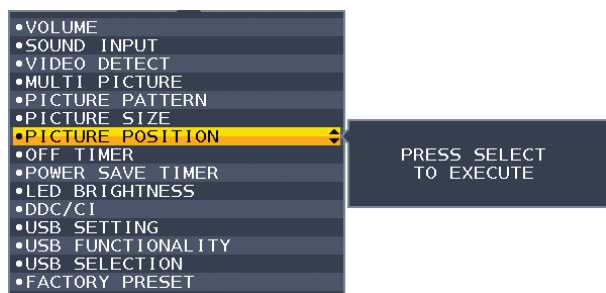 •VOLUME
•SOUND INPUT
•VIDEO DETECT
•MULTI PICTURE
•PICTURE PATTERN
•PICTURE SIZE
•PICTURE POSITION
•OFF TIMER
•POWER SAVE TIMER
•LED BRIGHTNESS
•DDC/CI
•USB SETTING
•USB FUNCTIONALITY
•USB SELECTION
•FACTORY PRESET
PRESS SELECT
TO EXECUTE